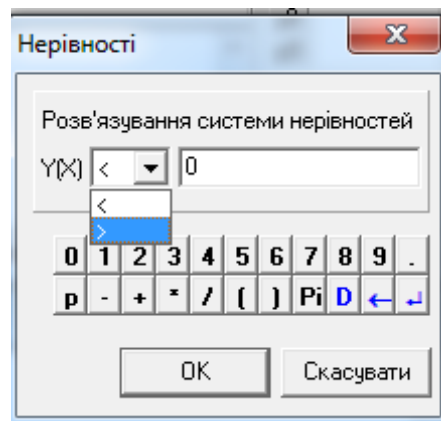 Нерівності
Розв'язування системи нерівностей
Y(X) < 0
<
>
0 1 2 3 4 5 6 7 8 9 .
p - + * / ( ) Pi D ← ↲
OK Скасувати